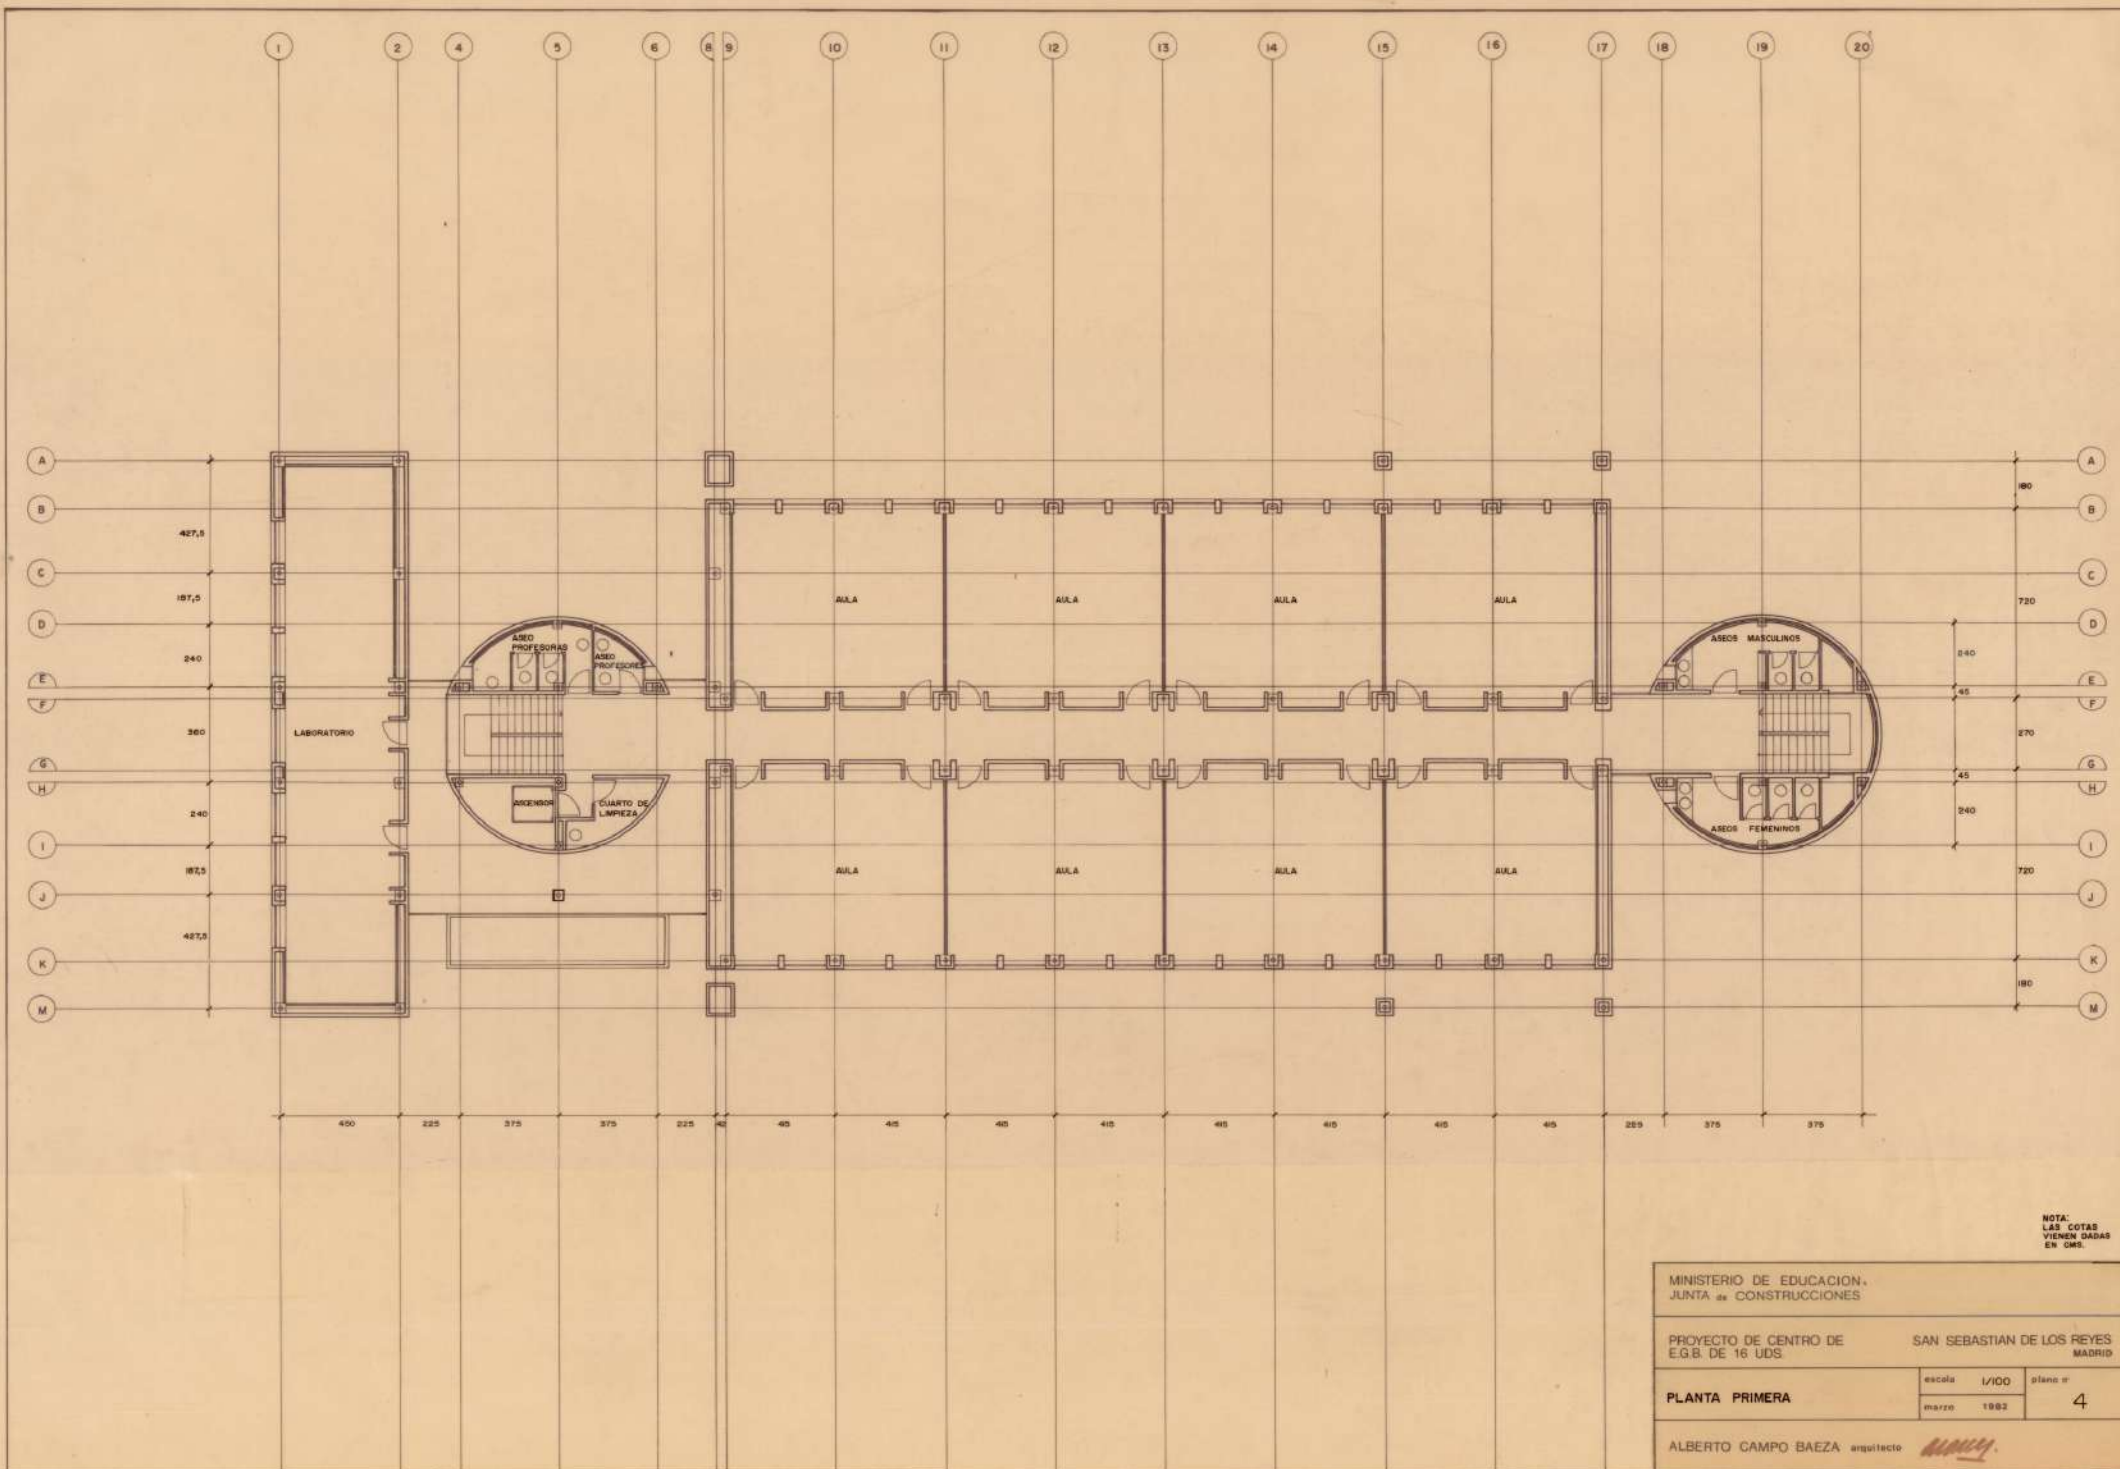 1 2 4 5 6 8 9 10 11 12 13 14 15 16 17 18 19 20
A A
180
B B
427,5
C C
187,5 AULA AULA AULA AULA 720
D D
ASEO PROFESORAS
ASEO PROFESORES
ASEOS MASCULINOS
240 240
E E
45
F F
LABORATORIO
360 270
G G
45
H H
ASCENSOR
CUARTO DE
LIMPIEZA
240 240
ASEOS FEMENINOS
I I
187,5 AULA AULA AULA AULA 720
J J
427,5
K K
180
M M
450 225 375 375 225 42 415 415 415 415 415 415 415 415 225 375 375
NOTA:
LAS COTAS
VIENEN DADAS
EN CMS.
MINISTERIO DE EDUCACION.
JUNTA de CONSTRUCCIONES
PROYECTO DE CENTRO DE SAN SEBASTIAN DE LOS REYES
E.G.B. DE 16 UDS. MADRID
PLANTA PRIMERA
escala 1/100
marzo 1982
plano nº
4
ALBERTO CAMPO BAEZA arquitecto